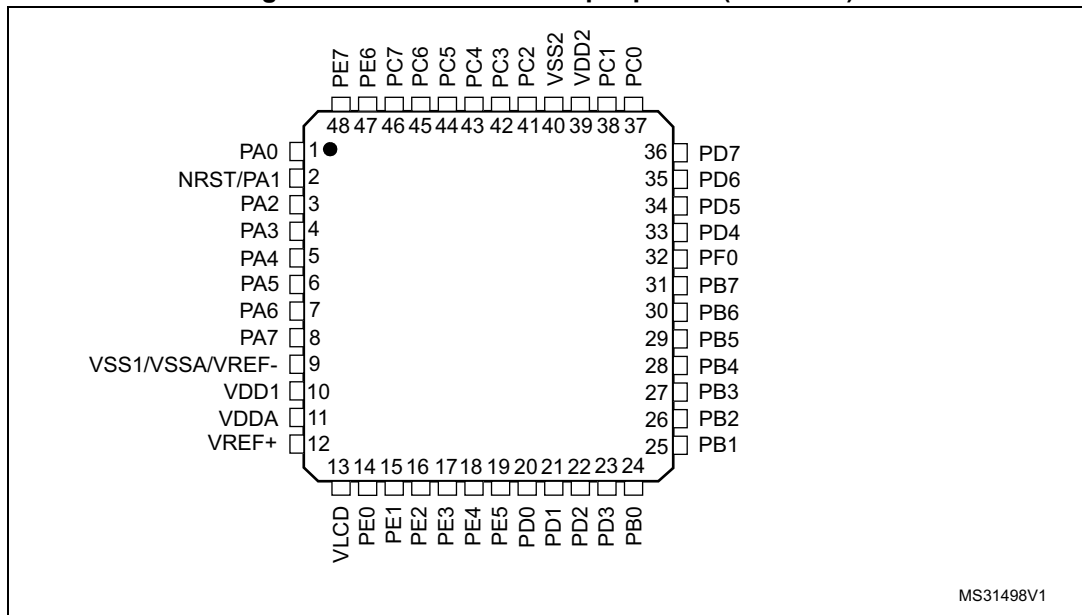 PE7 PE6 PC7 PC6 PC5 PC4 PC3 PC2 VSS2 VDD2 PC1 PC0
48 47 46 45 44 43 42 41 40 39 38 37
PA0 1 36 PD7
NRST/PA1 2 35 PD6
PA2 3 34 PD5
PA3 4 33 PD4
PA4 5 32 PF0
PA5 6 31 PB7
PA6 7 30 PB6
PA7 8 29 PB5
VSS1/VSSA/VREF- 9 28 PB4
VDD1 10 27 PB3
VDDA 11 26 PB2
VREF+ 12 25 PB1
13 14 15 16 17 18 19 20 21 22 23 24
VLCD PE0 PE1 PE2 PE3 PE4 PE5 PD0 PD1 PD2 PD3 PB0
MS31498V1